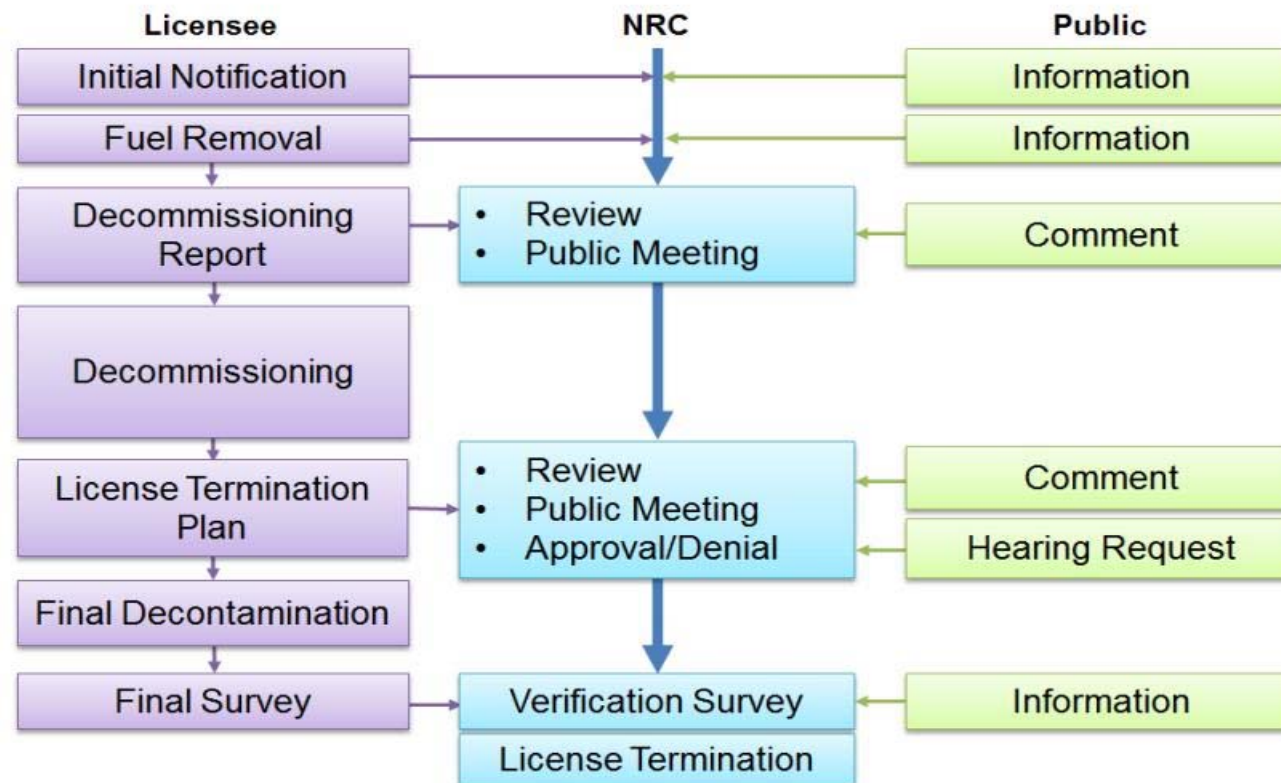 Licensee
NRC
Public
Initial Notification
Information
Fuel Removal
Information
Decommissioning
Report
• Review
• Public Meeting
Comment
Decommissioning
License Termination
Plan
• Review
• Public Meeting
• Approval/Denial
Comment
Hearing Request
Final Decontamination
Final Survey
Verification Survey
Information
License Termination